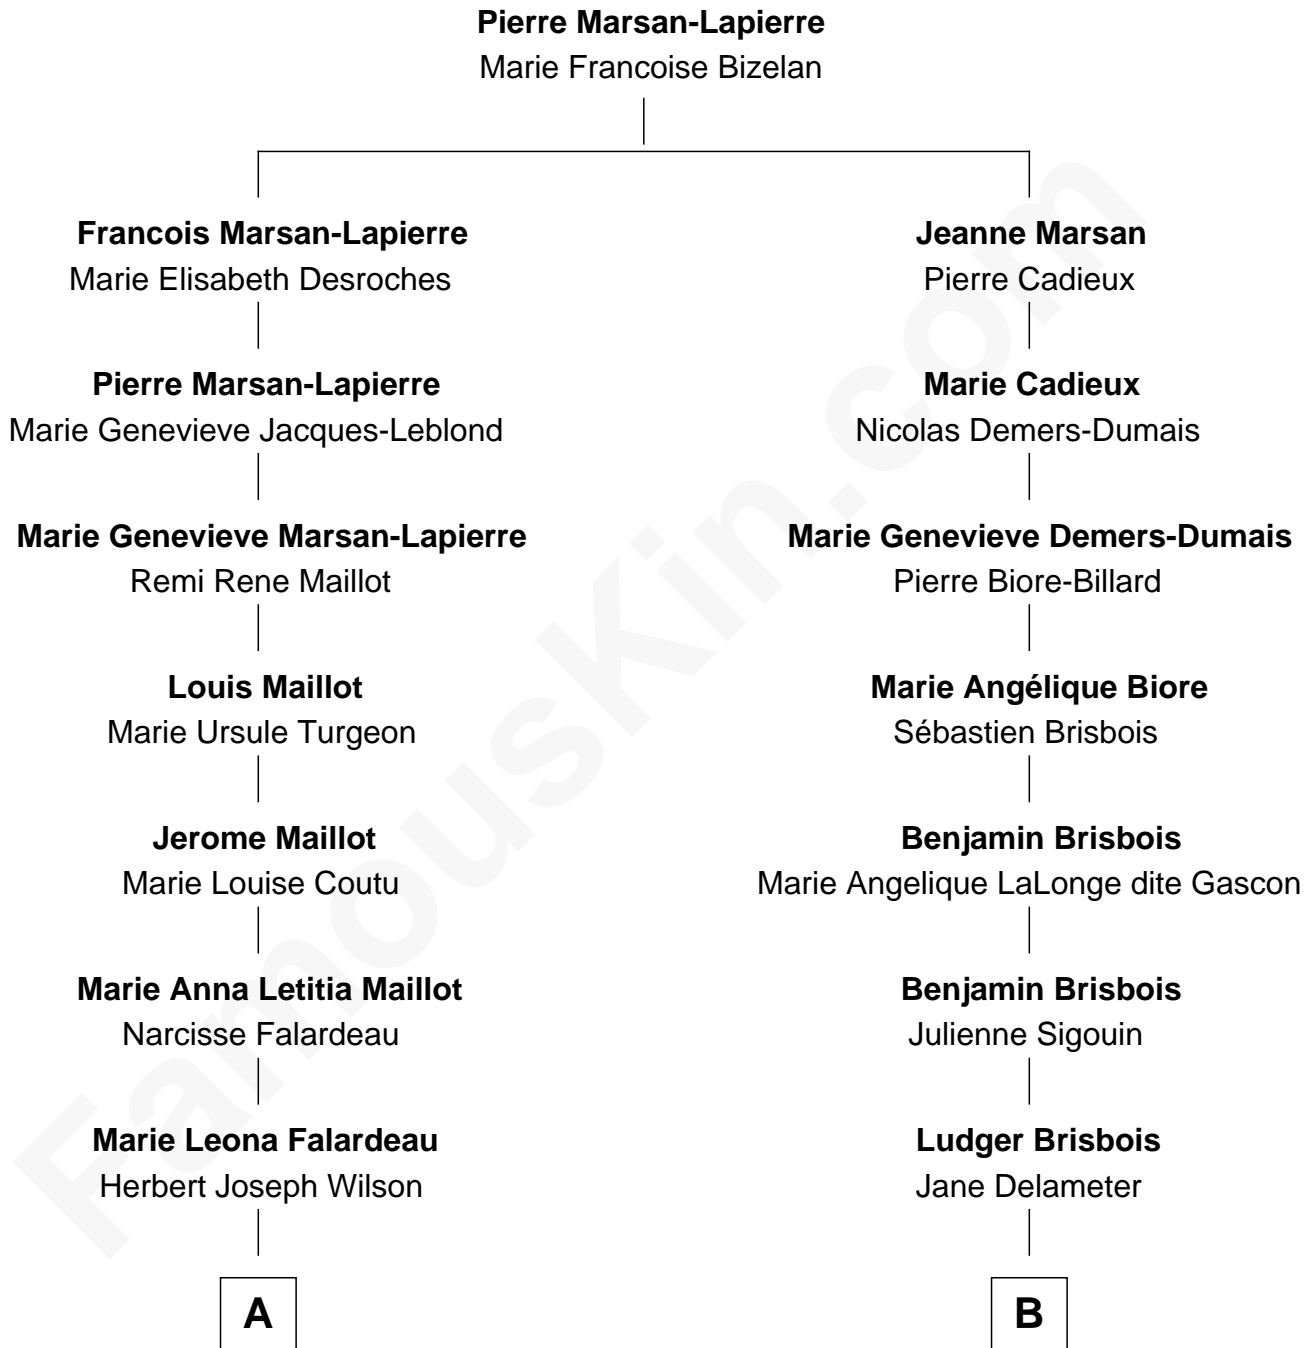 Pierre Marsan-Lapierre
Marie Francoise Bizelan
Francois Marsan-Lapierre
Marie Elisabeth Desroches
Jeanne Marsan
Pierre Cadieux
Pierre Marsan-Lapierre
Marie Genevieve Jacques-Leblond
Marie Cadieux
Nicolas Demers-Dumais
Marie Genevieve Marsan-Lapierre
Remi Rene Maillot
Marie Genevieve Demers-Dumais
Pierre Biore-Billard
Louis Maillot
Marie Ursule Turgeon
Marie Angélique Biore
Sébastien Brisbois
Jerome Maillot
Marie Louise Coutu
Benjamin Brisbois
Marie Angelique LaLonge dite Gascon
Marie Anna Letitia Maillot
Narcisse Falardeau
Benjamin Brisbois
Julienne Sigouin
Marie Leona Falardeau
Herbert Joseph Wilson
Ludger Brisbois
Jane Delameter
A
B
FamousKin.com